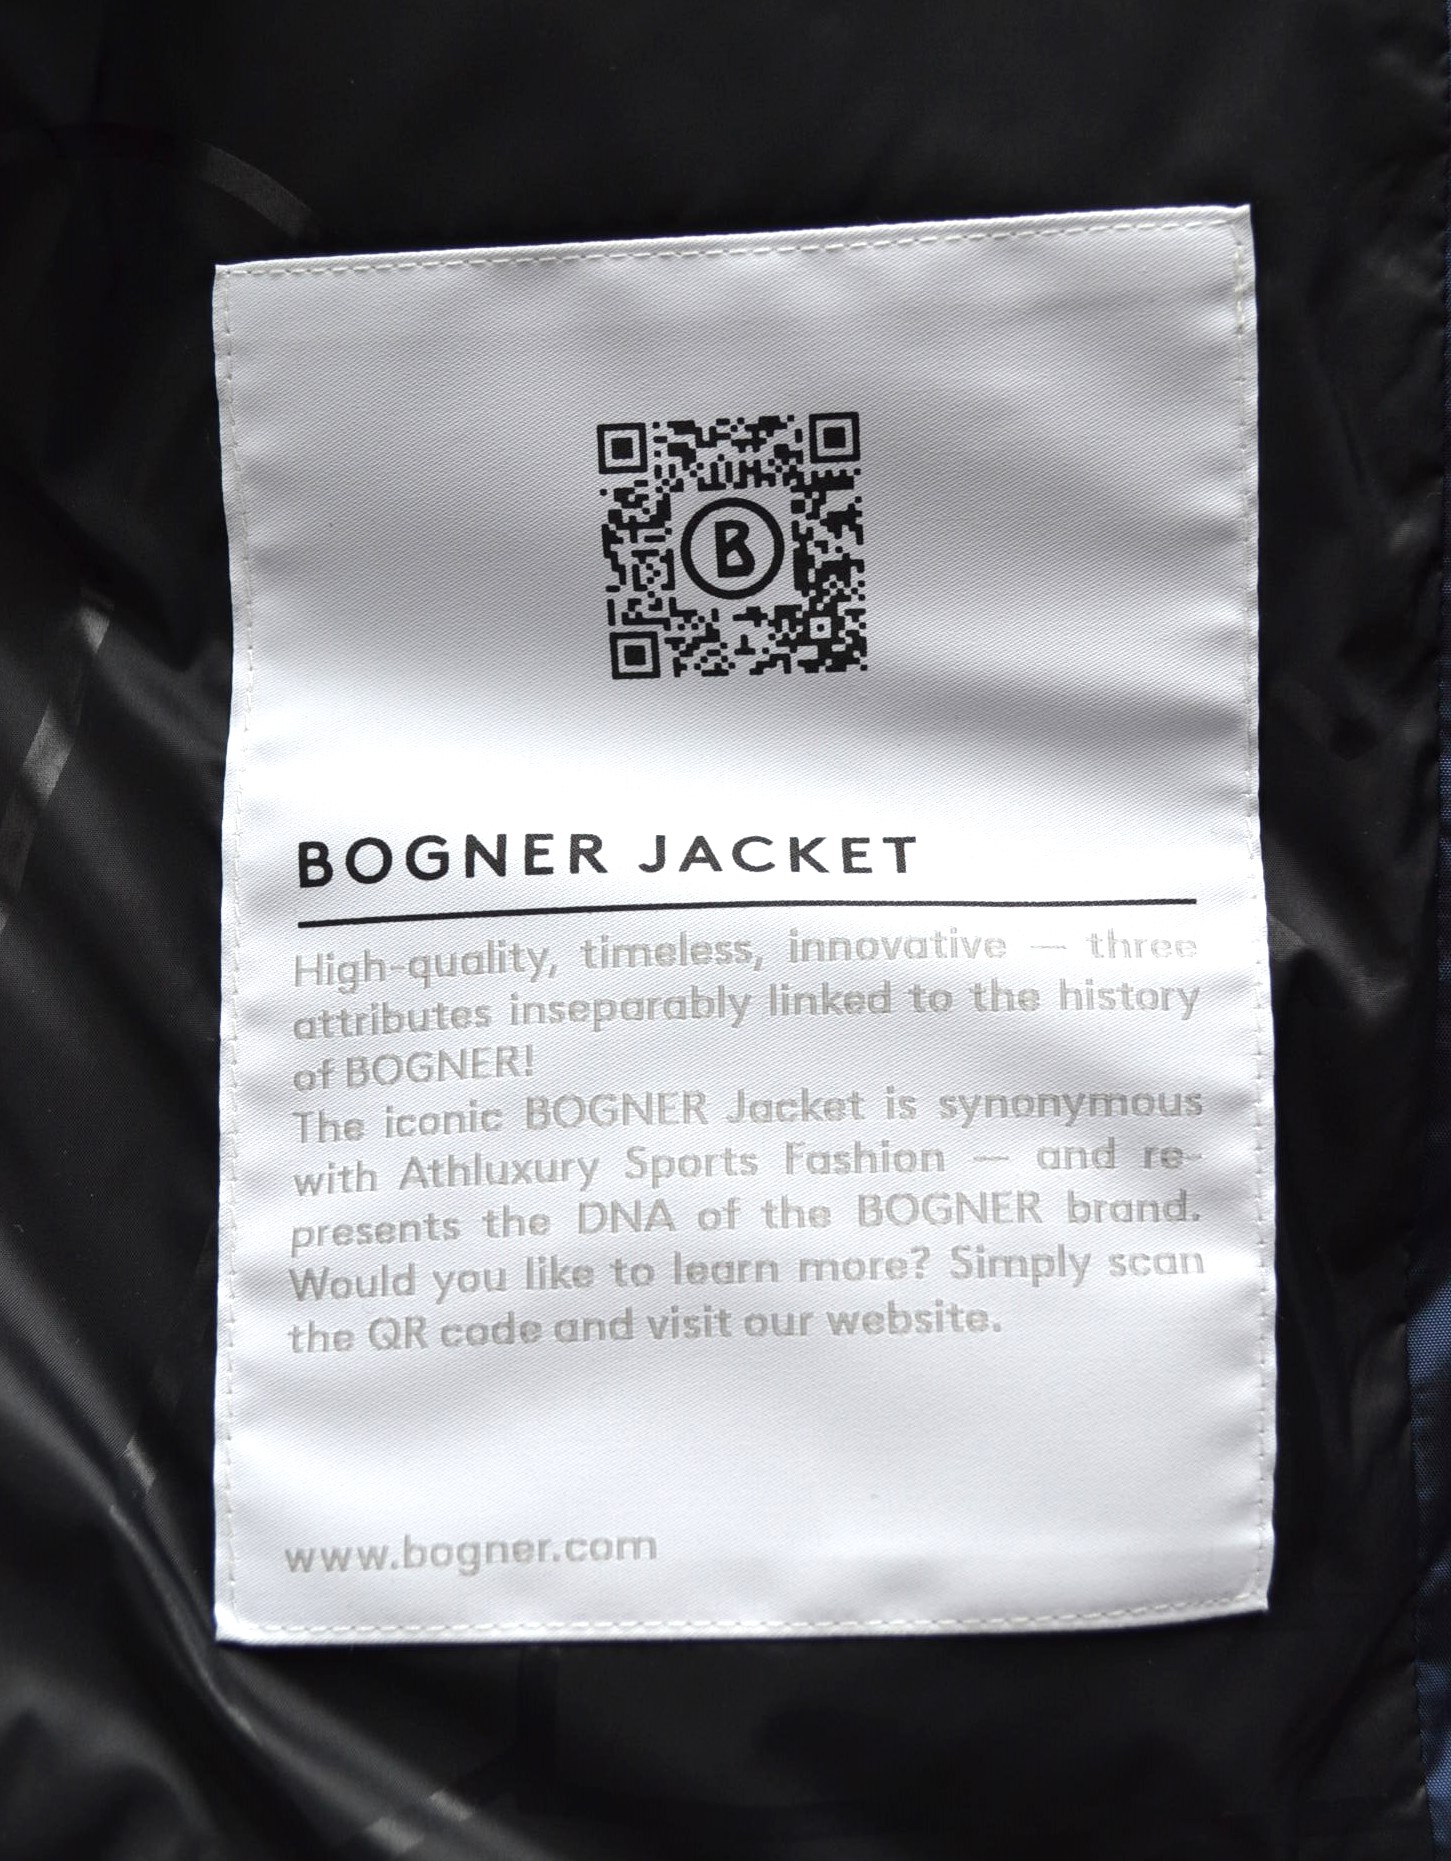 B
BOGNER JACKET
High-quality, timeless, innovative — three
attributes inseparably linked to the history
of BOGNER!
The iconic BOGNER Jacket is synonymous
with Athluxury Sports Fashion — and re-
presents the DNA of the BOGNER brand.
Would you like to learn more? Simply scan
the QR code and visit our website.
www.bogner.com